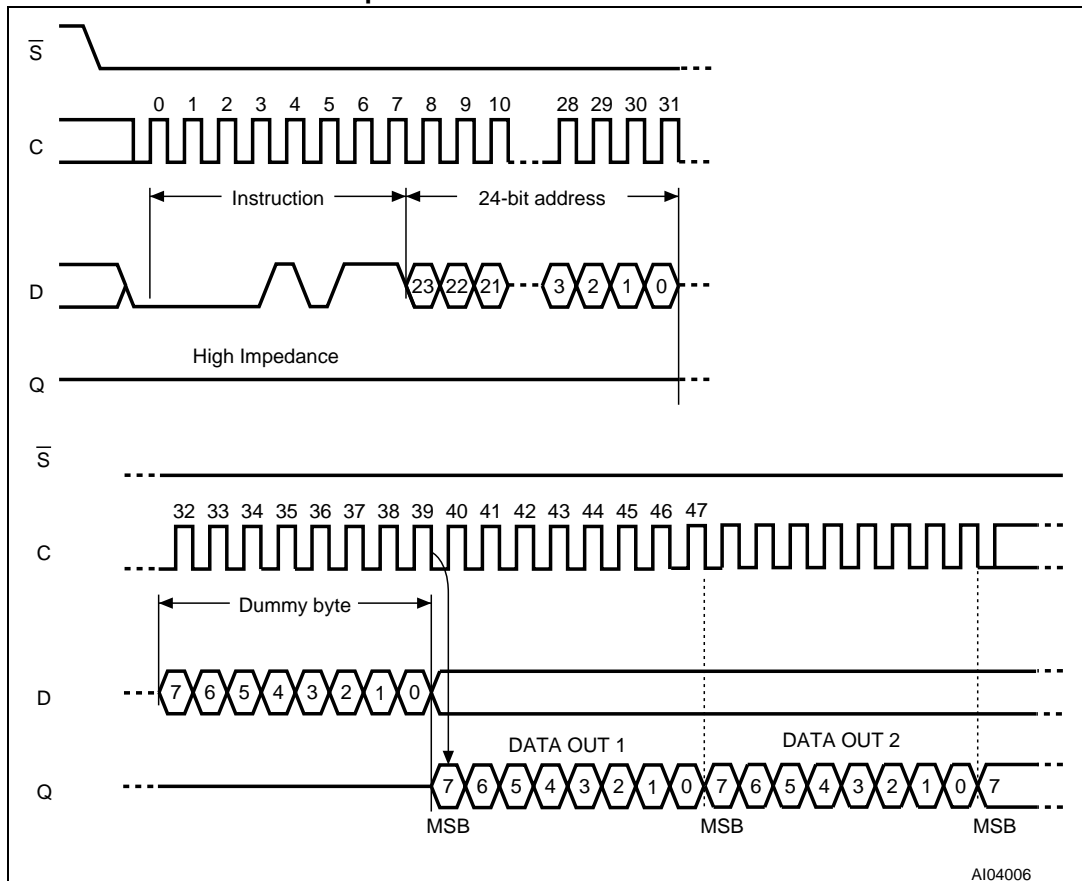 S
0 1 2 3 4 5 6 7 8 9 10 28 29 30 31
C
Instruction 24-bit address
D 23 22 21 3 2 1 0
High Impedance
Q
S
32 33 34 35 36 37 38 39 40 41 42 43 44 45 46 47
C
Dummy byte
D 7 6 5 4 3 2 1 0
DATA OUT 1 DATA OUT 2
Q 7 6 5 4 3 2 1 0 7 6 5 4 3 2 1 0 7
MSB MSB MSB
AI04006